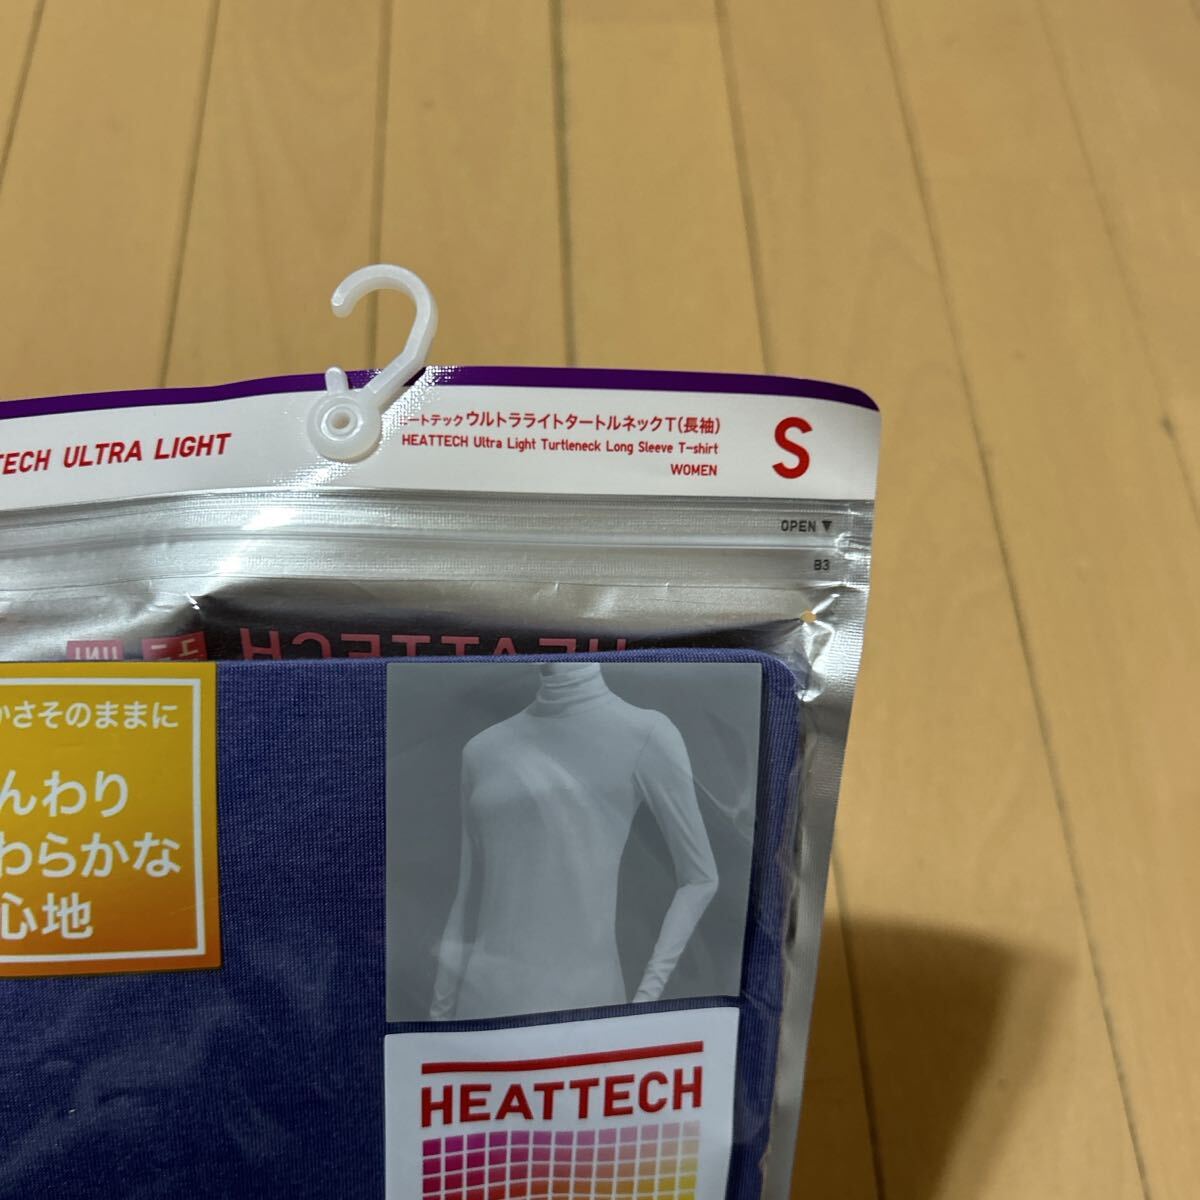 TECH ULTRA LIGHT
ートテック ウルトラライトタートルネックT(長袖)
HEATTECH Ultra Light Turtleneck Long Sleeve T-shirt
WOMEN
S
OPEN ▼
B3
HEATTECH
かさそのままに
んわり
わらかな
心地
HEATTECH